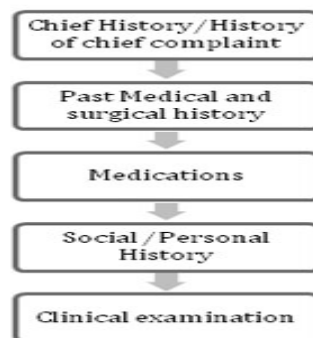 Chief History/History
of chief complaint
Past Medical and
surgical history
Medications
Social/Personal
History
Clinical examination